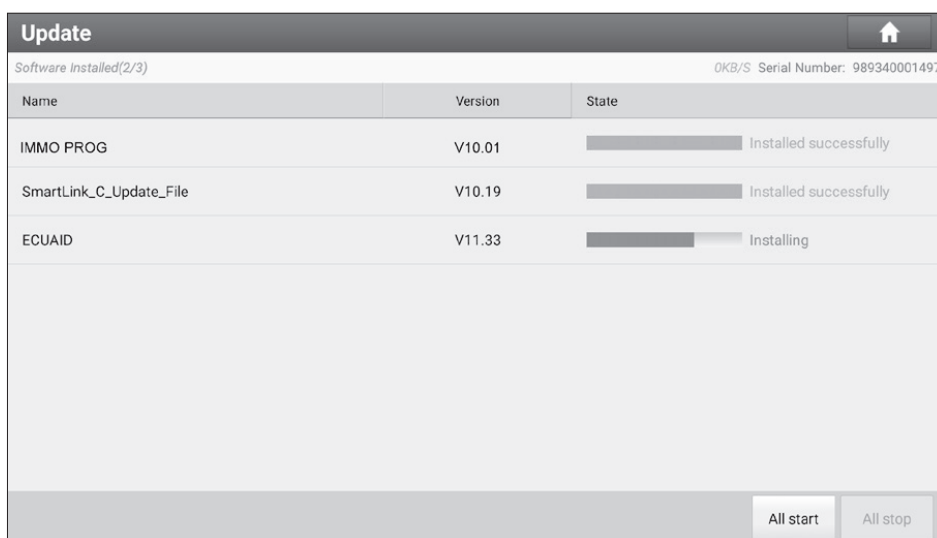 Update
Software Installed(2/3) 0KB/S Serial Number: 989340001497
Name Version State
IMMO PROG V10.01 Installed successfully
SmartLink_C_Update_File V10.19 Installed successfully
ECUAID V11.33 Installing
All start All stop